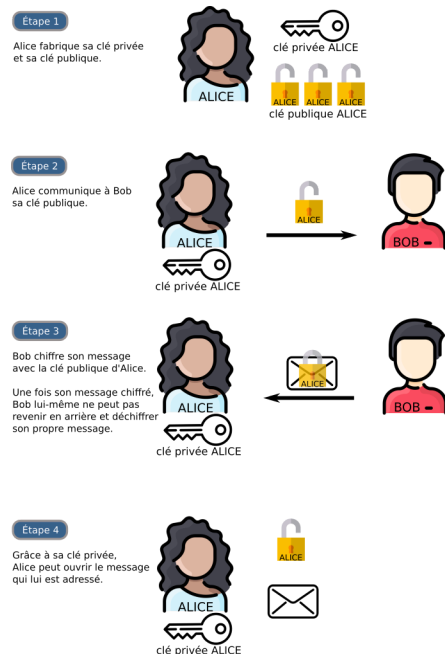 Étape 1
Alice fabrique sa clé privée
et sa clé publique.
ALICE
clé privée ALICE
ALICE ALICE ALICE
clé publique ALICE
Étape 2
Alice communique à Bob
sa clé publique.
ALICE
clé privée ALICE
ALICE
BOB
Étape 3
Bob chiffre son message
avec la clé publique d'Alice.
Une fois son message chiffré,
Bob lui-même ne peut pas
revenir en arrière et déchiffrer
son propre message.
ALICE
clé privée ALICE
ALICE
BOB
Étape 4
Grâce à sa clé privée,
Alice peut ouvrir le message
qui lui est adressé.
ALICE
clé privée ALICE
ALICE